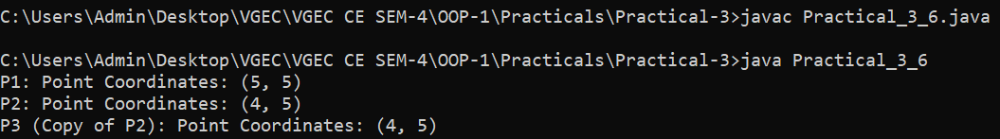 C:\Users\Admin\Desktop\VGEC\VGEC CE SEM-4\OOP-1\Practicals\Practical-3>javac Practical_3_6.java
C:\Users\Admin\Desktop\VGEC\VGEC CE SEM-4\OOP-1\Practicals\Practical-3>java Practical_3_6
P1: Point Coordinates: (5, 5)
P2: Point Coordinates: (4, 5)
P3 (Copy of P2): Point Coordinates: (4, 5)